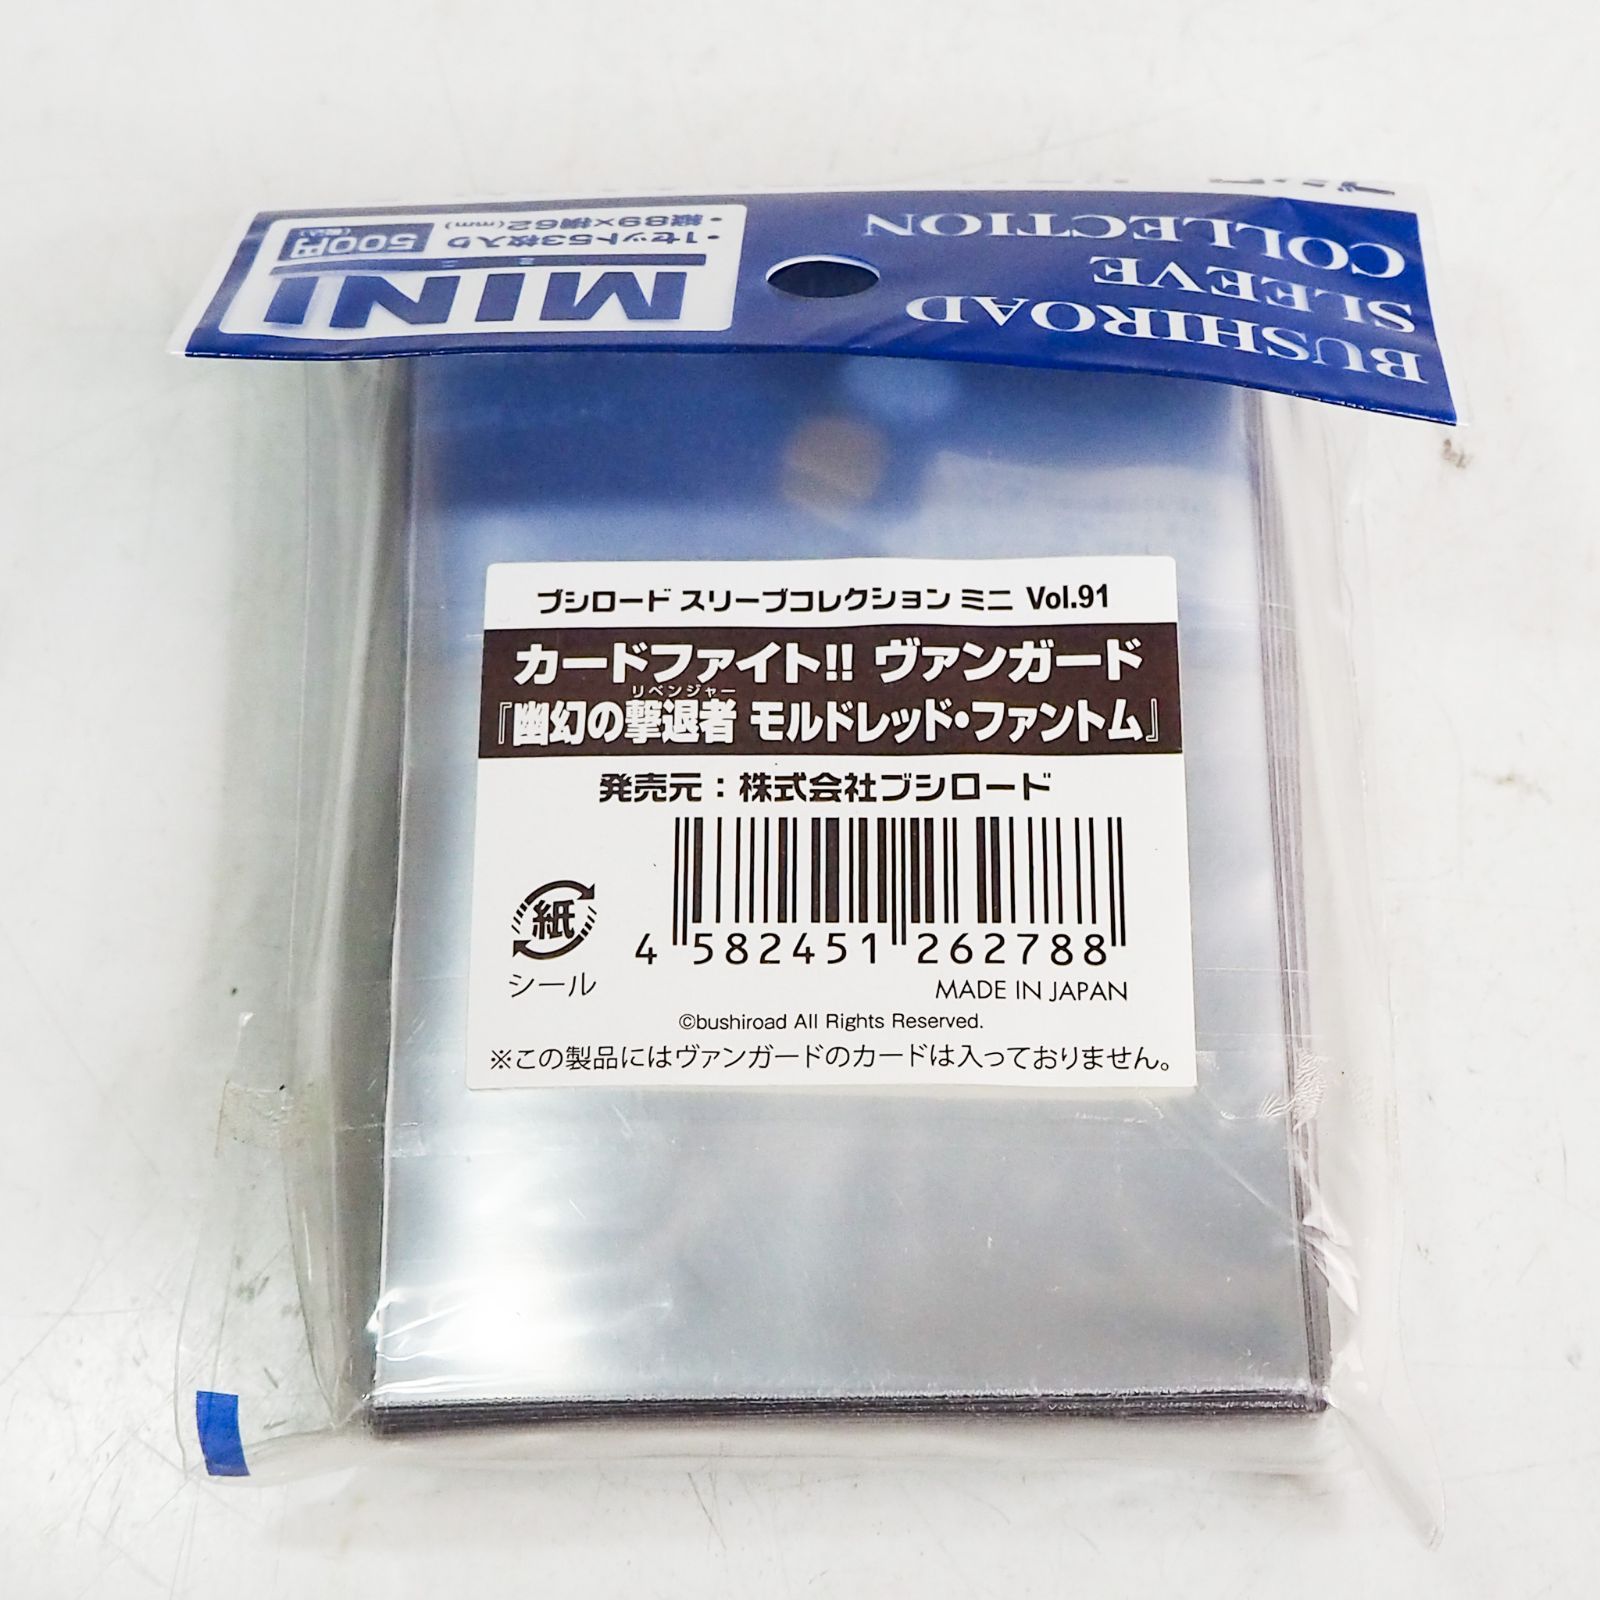 BUSHIROAD
SLEEVE
COLLECTION
MINI
ミニ
・1セット53枚入り
・縦89×横62(mm)
500円
(税込)
ブシロード スリーブコレクション ミニ Vol.91
カードファイト!! ヴァンガード
リベンジャー
『幽幻の撃退者 モルドレッド・ファントム』
発売元：株式会社ブシロード
紙
シール
4 582451 262788
MADE IN JAPAN
©bushiroad All Rights Reserved.
※この製品にはヴァンガードのカードは入っておりません。